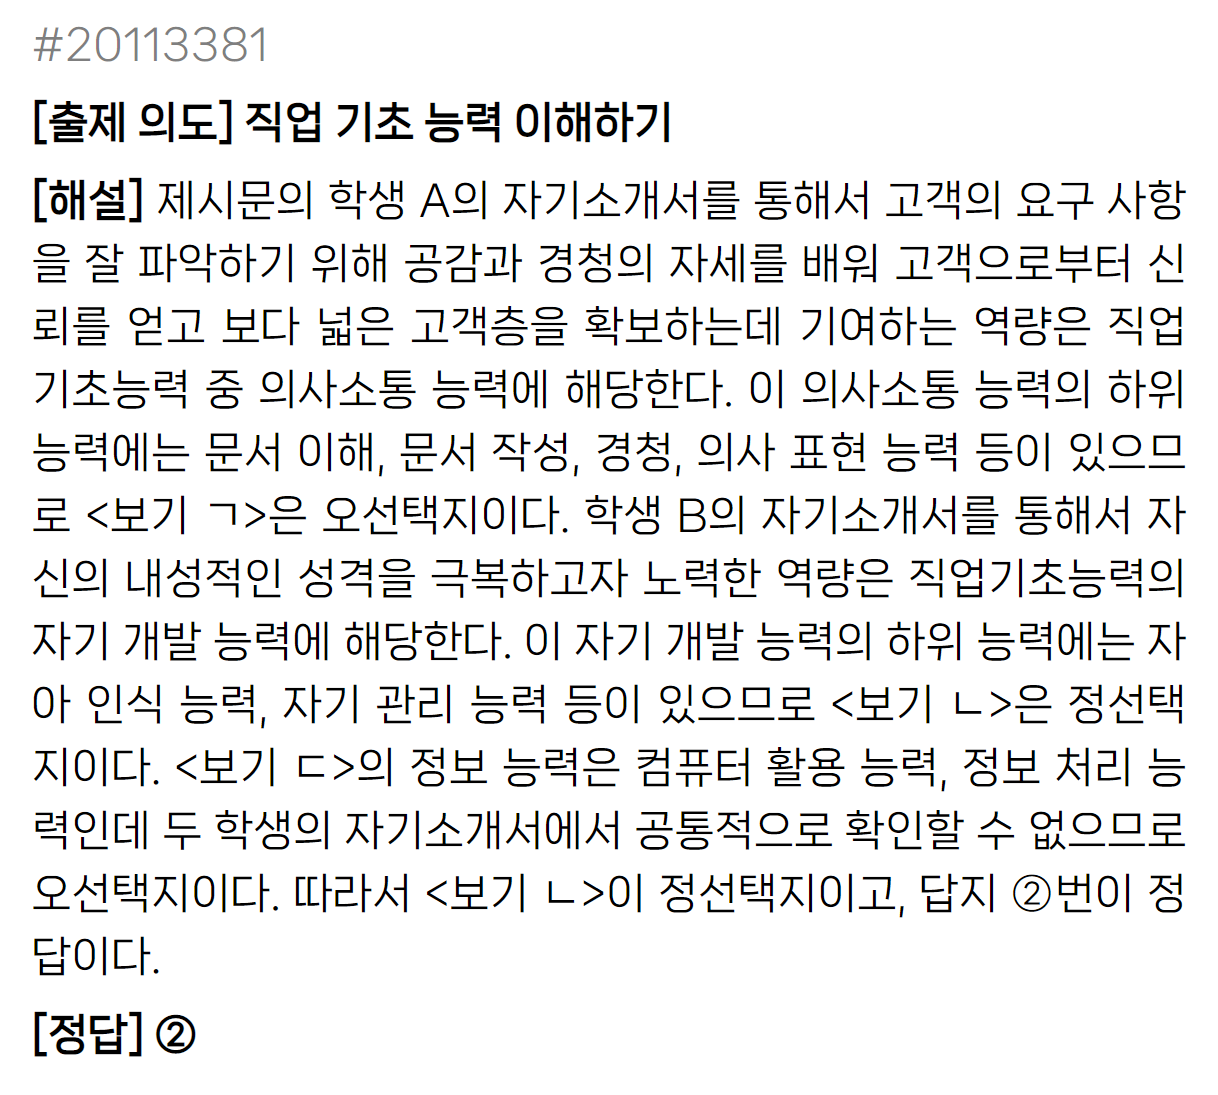 #20113381
[출제 의도] 직업 기초 능력 이해하기
[해설] 제시문의 학생 A의 자기소개서를 통해서 고객의 요구 사항
을 잘 파악하기 위해 공감과 경청의 자세를 배워 고객으로부터 신
뢰를 얻고 보다 넓은 고객층을 확보하는데 기여하는 역량은 직업
기초능력 중 의사소통 능력에 해당한다. 이 의사소통 능력의 하위
능력에는 문서 이해, 문서 작성, 경청, 의사 표현 능력 등이 있으므
로 <보기 ㄱ>은 오선택지이다. 학생 B의 자기소개서를 통해서 자
신의 내성적인 성격을 극복하고자 노력한 역량은 직업기초능력의
자기 개발 능력에 해당한다. 이 자기 개발 능력의 하위 능력에는 자
아 인식 능력, 자기 관리 능력 등이 있으므로 <보기 ㄴ>은 정선택
지이다. <보기 ㄷ>의 정보 능력은 컴퓨터 활용 능력, 정보 처리 능
력인데 두 학생의 자기소개서에서 공통적으로 확인할 수 없으므로
오선택지이다. 따라서 <보기 ㄴ>이 정선택지이고, 답지 ②번이 정
답이다.
[정답] ②